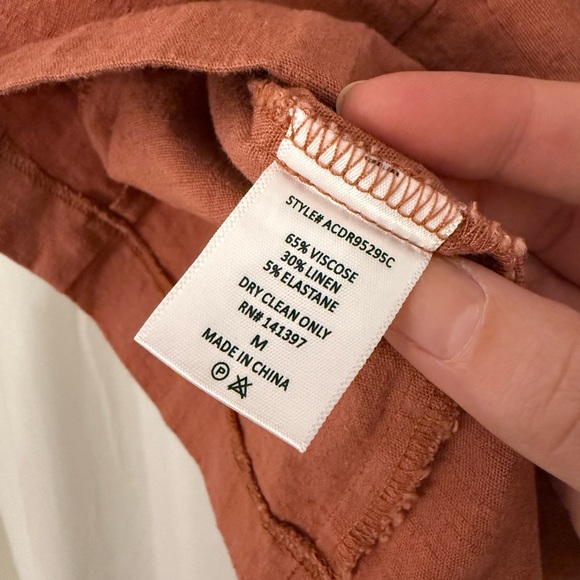 STYLE# ACDR95295C
65% VISCOSE
30% LINEN
5% ELASTANE
DRY CLEAN ONLY
RN# 141397
M
MADE IN CHINA
P